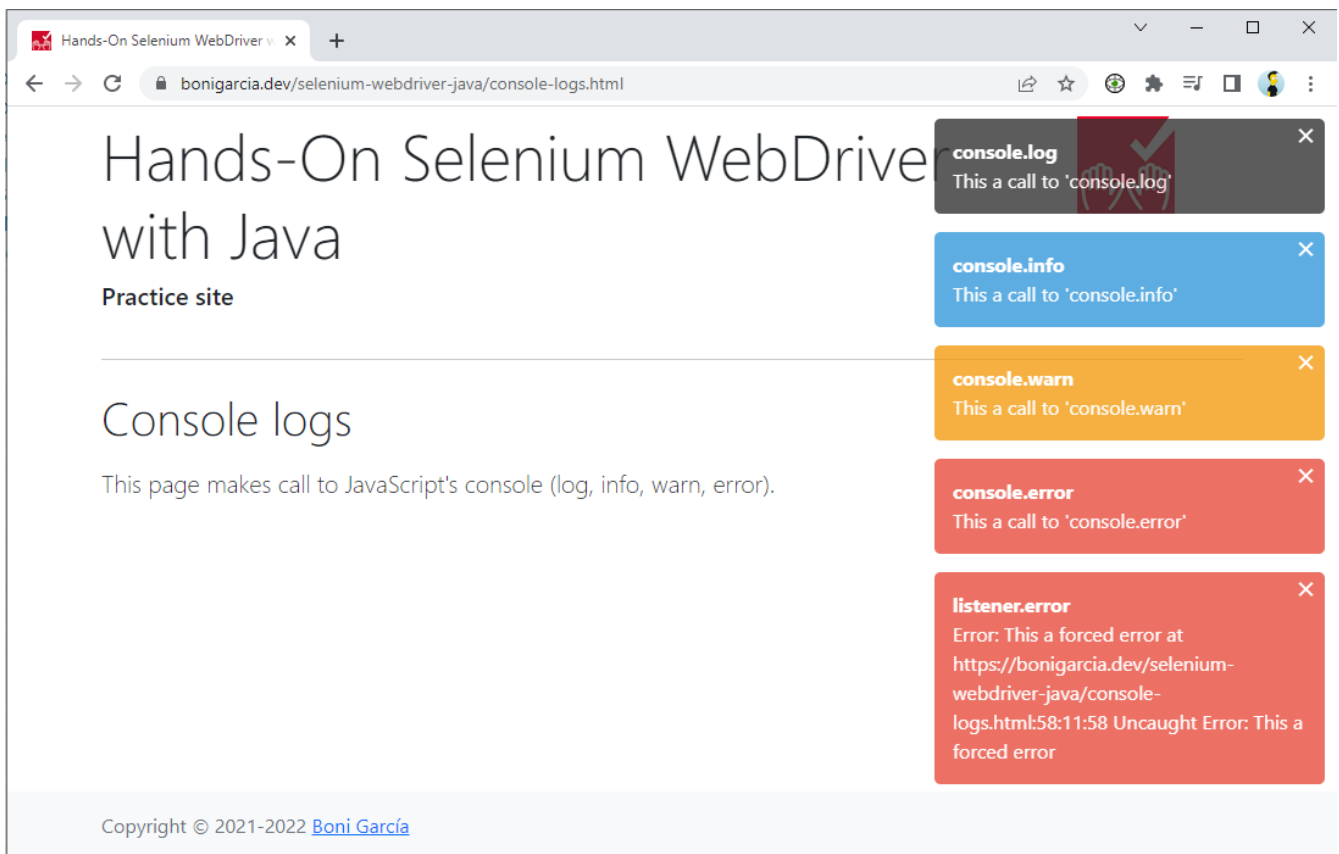 Hands-On Selenium WebDriver w
bonigarcia.dev/selenium-webdriver-java/console-logs.html
Hands-On Selenium WebDriver
with Java
Practice site
Console logs
This page makes call to JavaScript's console (log, info, warn, error).
console.log
This a call to 'console.log'
console.info
This a call to 'console.info'
console.warn
This a call to 'console.warn'
console.error
This a call to 'console.error'
listener.error
Error: This a forced error at
https://bonigarcia.dev/selenium-
webdriver-java/console-
logs.html:58:11:58 Uncaught Error: This a
forced error
Copyright © 2021-2022 Boni García